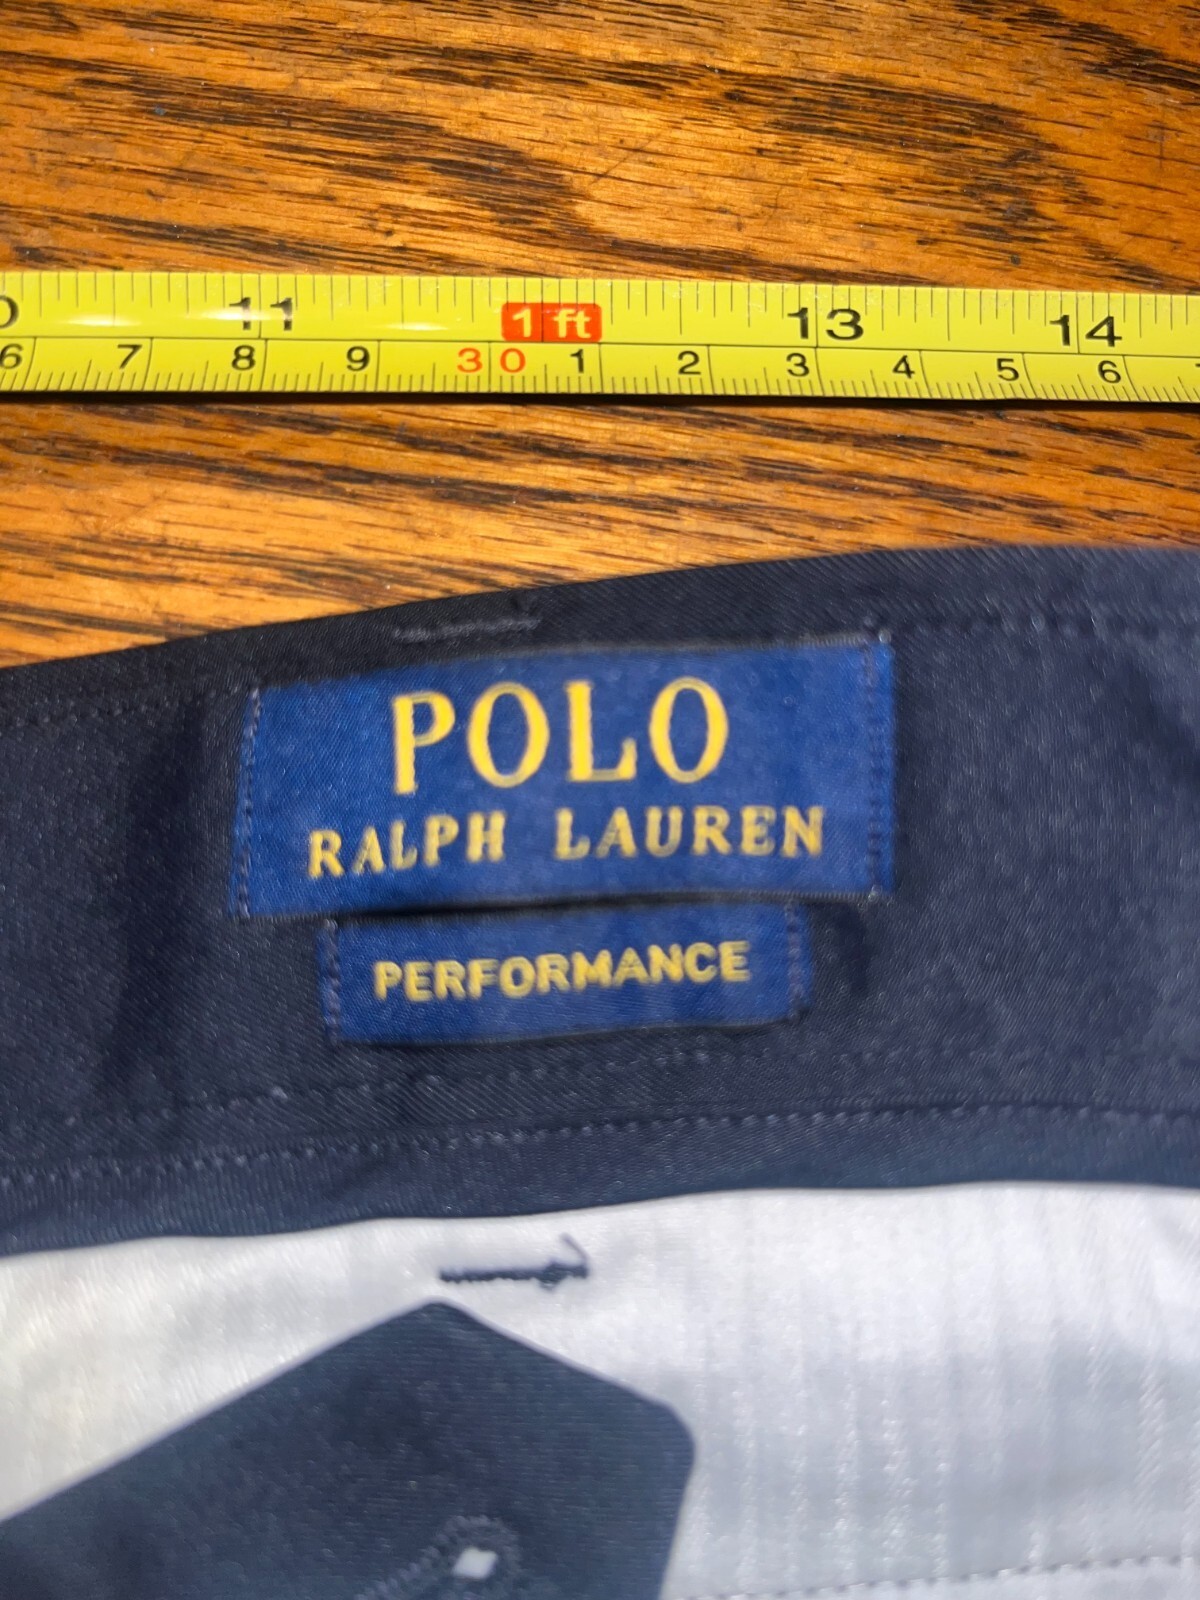 0 11 1 ft 13 14
6 7 8 9 30 1 2 3 4 5 6
POLO
RALPH LAUREN
PERFORMANCE